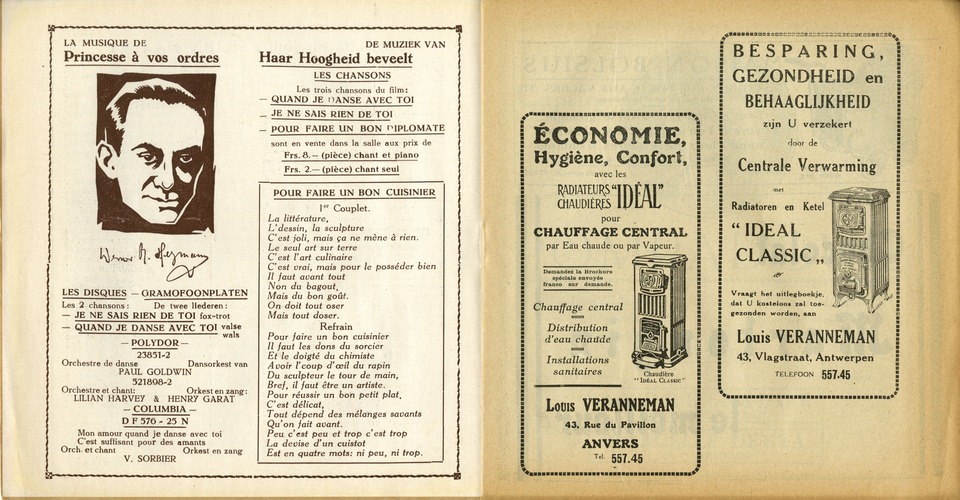 LA MUSIQUE DE
Princesse à vos ordres
DE MUZIEK VAN
Haar Hoogheid beveelt
LES DISQUES – GRAMOFOONPLATEN
Les 2 chansons : De twee liederen :
— JE NE SAIS RIEN DE TOI fox-trot
— QUAND JE DANSE AVEC TOI valse wals
— POLYDOR —
23851-2
Orchestre de danse Dansorkest van
PAUL GOLDWIN
521898-2
Orchestre et chant: Orkest en zang:
LILIAN HARVEY & HENRY GARAT
— COLUMBIA —
D F 576 - 25 N
Mon amour quand je danse avec toi
C'est suffisant pour des amants
Orch. et chant Orkest en zang
V. SORBIER
LES CHANSONS
Les trois chansons du film:
— QUAND JE DANSE AVEC TOI
— JE NE SAIS RIEN DE TOI
— POUR FAIRE UN BON DIPLOMATE
sont en vente dans la salle aux prix de
Frs. 8.— (pièce) chant et piano
Frs. 2.— (pièce) chant seul
POUR FAIRE UN BON CUISINIER
1er Couplet.
La littérature,
L'dessin, la sculpture
C'est joli, mais ça ne mène à rien.
Le seul art sur terre
C'est l'art culinaire
C'est vrai, mais pour le posséder bien
Il faut avant tout
Non du bagout,
Mais du bon goût.
On doit tout oser
Mais tout doser.
Refrain
Pour faire un bon cuisinier
Il faut les dons du sorcier
Et le doigté du chimiste
Avoir l'coup d'œil du rapin
Du sculpteur le tour de main,
Bref, il faut être un artiste.
Pour réussir un bon petit plat,
C'est délicat,
Tout dépend des mélanges savants
Qu'on fait avant.
Peu c'est peu et trop c'est trop
La devise d'un cuistot
Est en quatre mots: ni peu, ni trop.
ÉCONOMIE,
Hygiène, Confort,
avec les
RADIATEURS CHAUDIÈRES "IDÉAL"
pour
CHAUFFAGE CENTRAL
par Eau chaude ou par Vapeur.
Demandez la Brochure
spéciale envoyée
franco sur demande.
Chauffage central
Distribution
d'eau chaude
Installations
sanitaires
Chaudière
"IDÉAL CLASSIC"
LOUIS VERANNEMAN
43, Rue du Pavillon
ANVERS
Tel. 557.45
BESPARING,
GEZONDHEID en
BEHAAGLIJKHEID
zijn U verzekert
door de
Centrale Verwarming
met
Radiatoren en Ketel
" IDEAL
CLASSIC „
Vraagt het uitlegboekje,
dat U kosteloos zal toe-
gezonden worden, aan
Louis VERANNEMAN
43, Vlagstraat, Antwerpen
TELEFOON 557.45